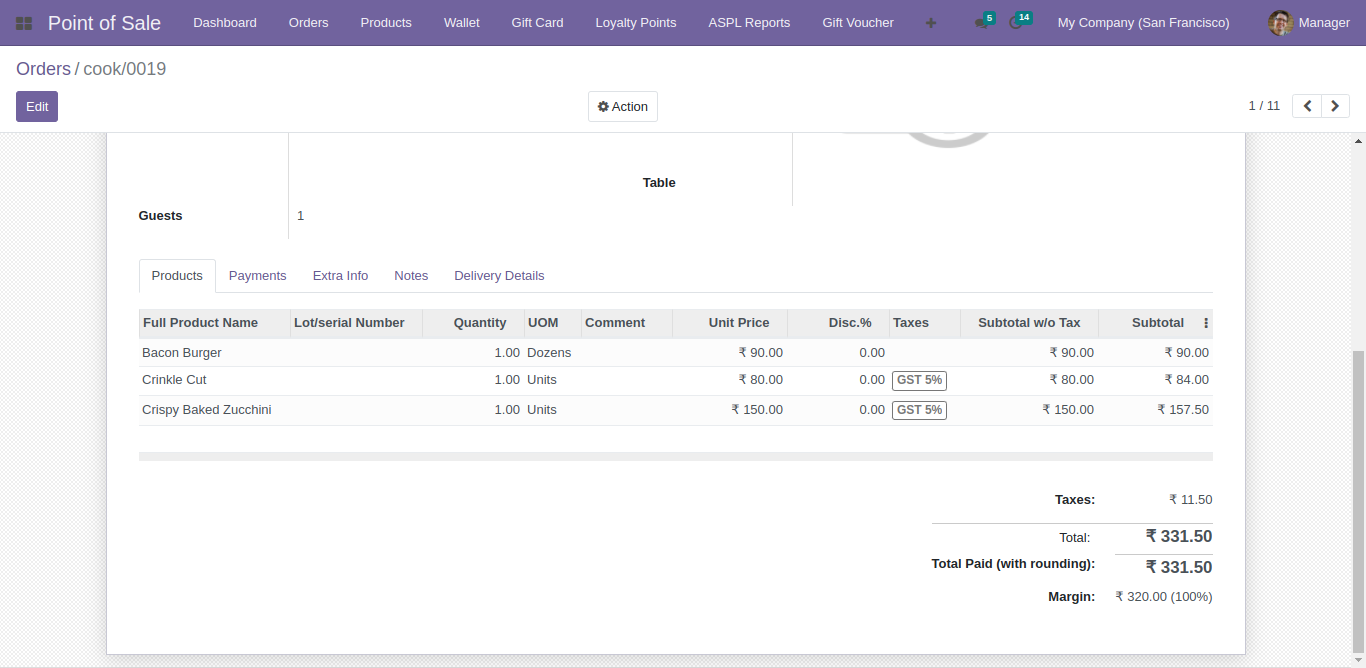 Point of Sale Dashboard Orders Products Wallet Gift Card Loyalty Points ASPL Reports Gift Voucher 5 14 My Company (San Francisco) Manager
Orders / cook/0019
Edit Action 1 / 11
Table
Guests 1
Products Payments Extra Info Notes Delivery Details
Full Product Name Lot/serial Number Quantity UOM Comment Unit Price Disc.% Taxes Subtotal w/o Tax Subtotal
Bacon Burger 1.00 Dozens ₹ 90.00 0.00 ₹ 90.00 ₹ 90.00
Crinkle Cut 1.00 Units ₹ 80.00 0.00 GST 5% ₹ 80.00 ₹ 84.00
Crispy Baked Zucchini 1.00 Units ₹ 150.00 0.00 GST 5% ₹ 150.00 ₹ 157.50
Taxes: ₹ 11.50
Total: ₹ 331.50
Total Paid (with rounding): ₹ 331.50
Margin: ₹ 320.00 (100%)